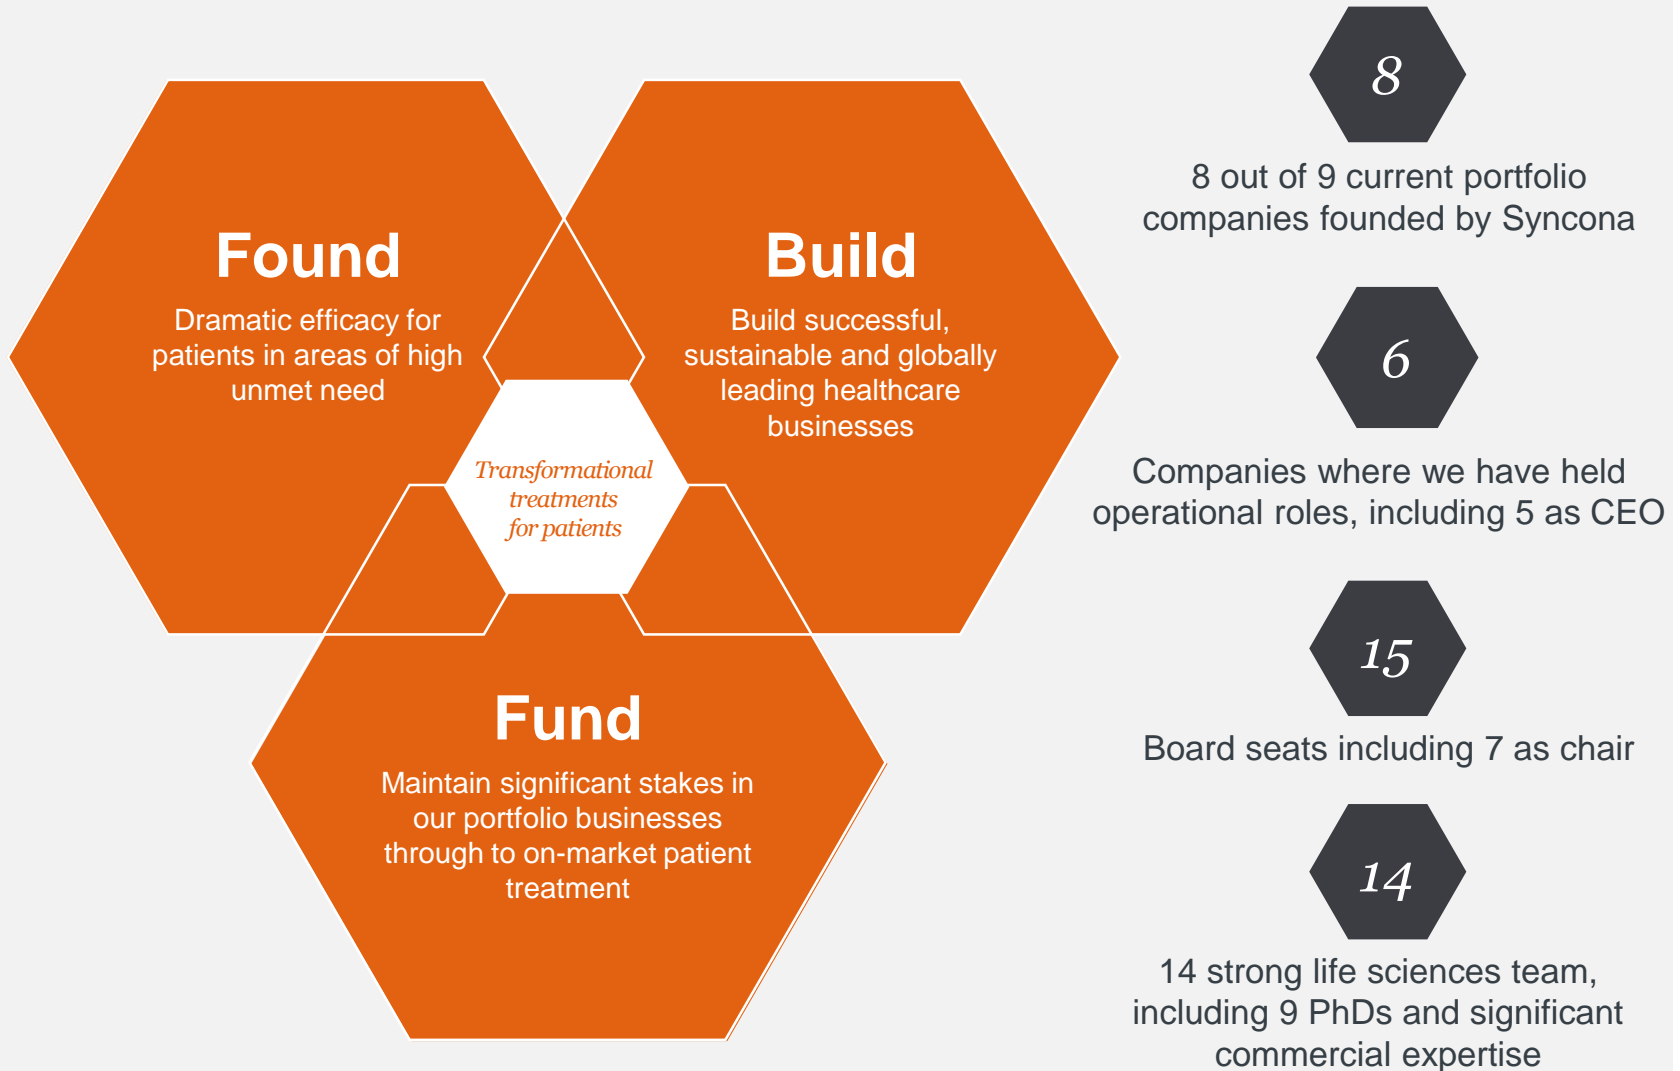 Found
Dramatic efficacy for
patients in areas of high
unmet need
Build
Build successful,
sustainable and globally
leading healthcare
businesses
Transformational
treatments
for patients
Fund
Maintain significant stakes in
our portfolio businesses
through to on-market patient
treatment
8
8 out of 9 current portfolio
companies founded by Syncona
6
Companies where we have held
operational roles, including 5 as CEO
15
Board seats including 7 as chair
14
14 strong life sciences team,
including 9 PhDs and significant
commercial expertise